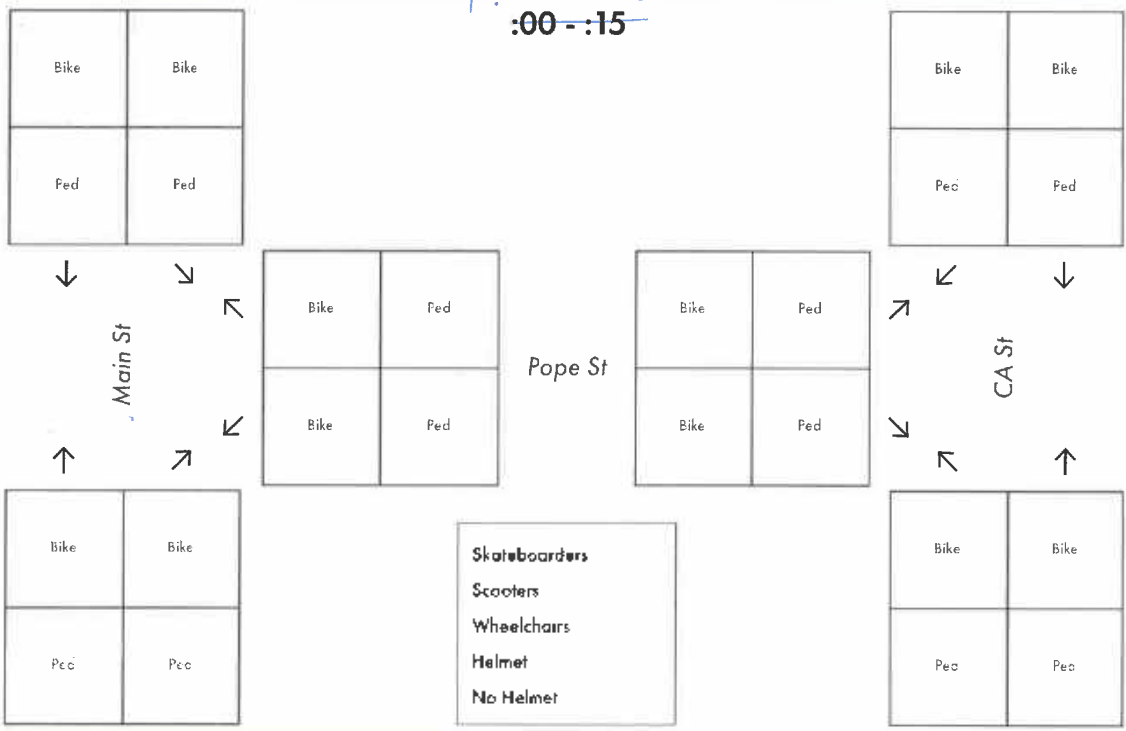 :00 - :15
Bike Bike
Ped Ped
Bike Bike
Ped Ped
Main St
Bike Ped
Bike Ped
Pope St
Bike Ped
Bike Ped
CA St
Bike Bike
Ped Ped
Skateboarders
Scooters
Wheelchairs
Helmet
No Helmet
Bike Bike
Ped Ped